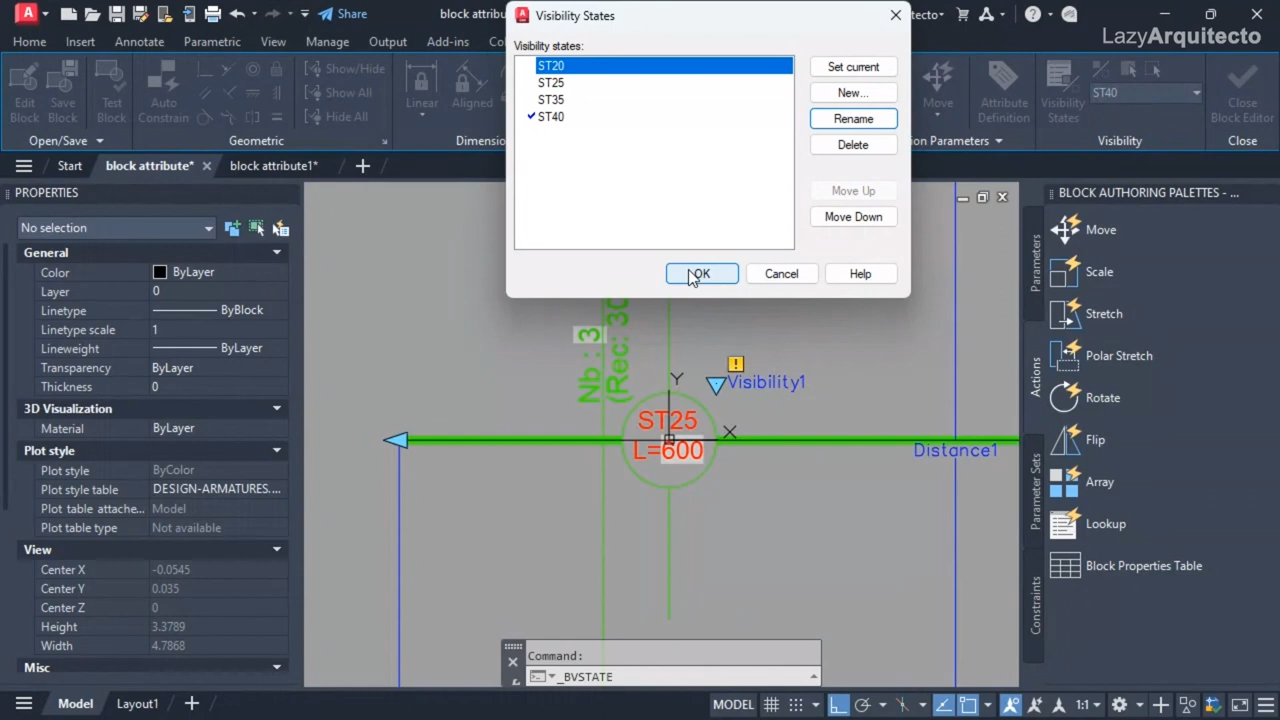 Share
block attribu
Visibility States
tecto
LazyArquitecto
Home
Insert
Annotate
Parametric
View
Manage
Output
Add-ins
Visibility states:
ST20
ST25
ST35
ST40
Set current
New...
Rename
Delete
Move Up
Move Down
OK
Cancel
Help
Edit
Block
Save
Block
Test
Auto
Show/Hide
Show All
Hide All
Linear
Aligned
Move
Attribute
Definition
Visibility
States
ST40
Close
Block Editor
Open/Save
Geometric
Dimensio
on Parameters
Visibility
Close
Start
block attribute*
block attribute1*
PROPERTIES
No selection
General
Color ByLayer
Layer 0
Linetype ByBlock
Linetype scale 1
Lineweight ByLayer
Transparency ByLayer
Thickness 0
3D Visualization
Material ByLayer
Plot style
Plot style ByColor
Plot style table DESIGN-ARMATURES....
Plot table attache... Model
Plot table type Not available
View
Center X -0.0545
Center Y 0.035
Center Z 0
Height 3.3789
Width 4.7868
Misc
Nb : 3
(Rec: 30
!
Y
Visibility1
ST25
X
L=600
Distance1
Command:
_BVSTATE
BLOCK AUTHORING PALETTES - ...
Parameters
Actions
Parameter Sets
Constraints
Move
Scale
Stretch
Polar Stretch
Rotate
Flip
Array
Lookup
Block Properties Table
Model
Layout1
MODEL
1:1